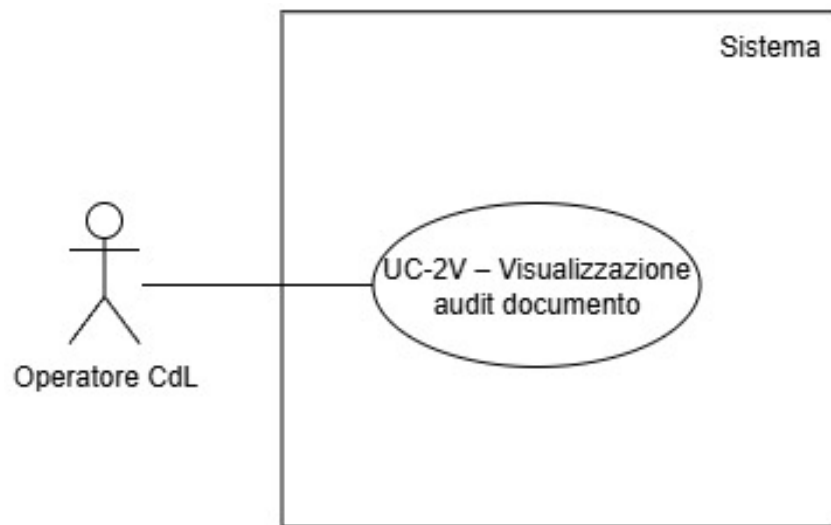 Sistema
UC-2V – Visualizzazione
audit documento
Operatore CdL